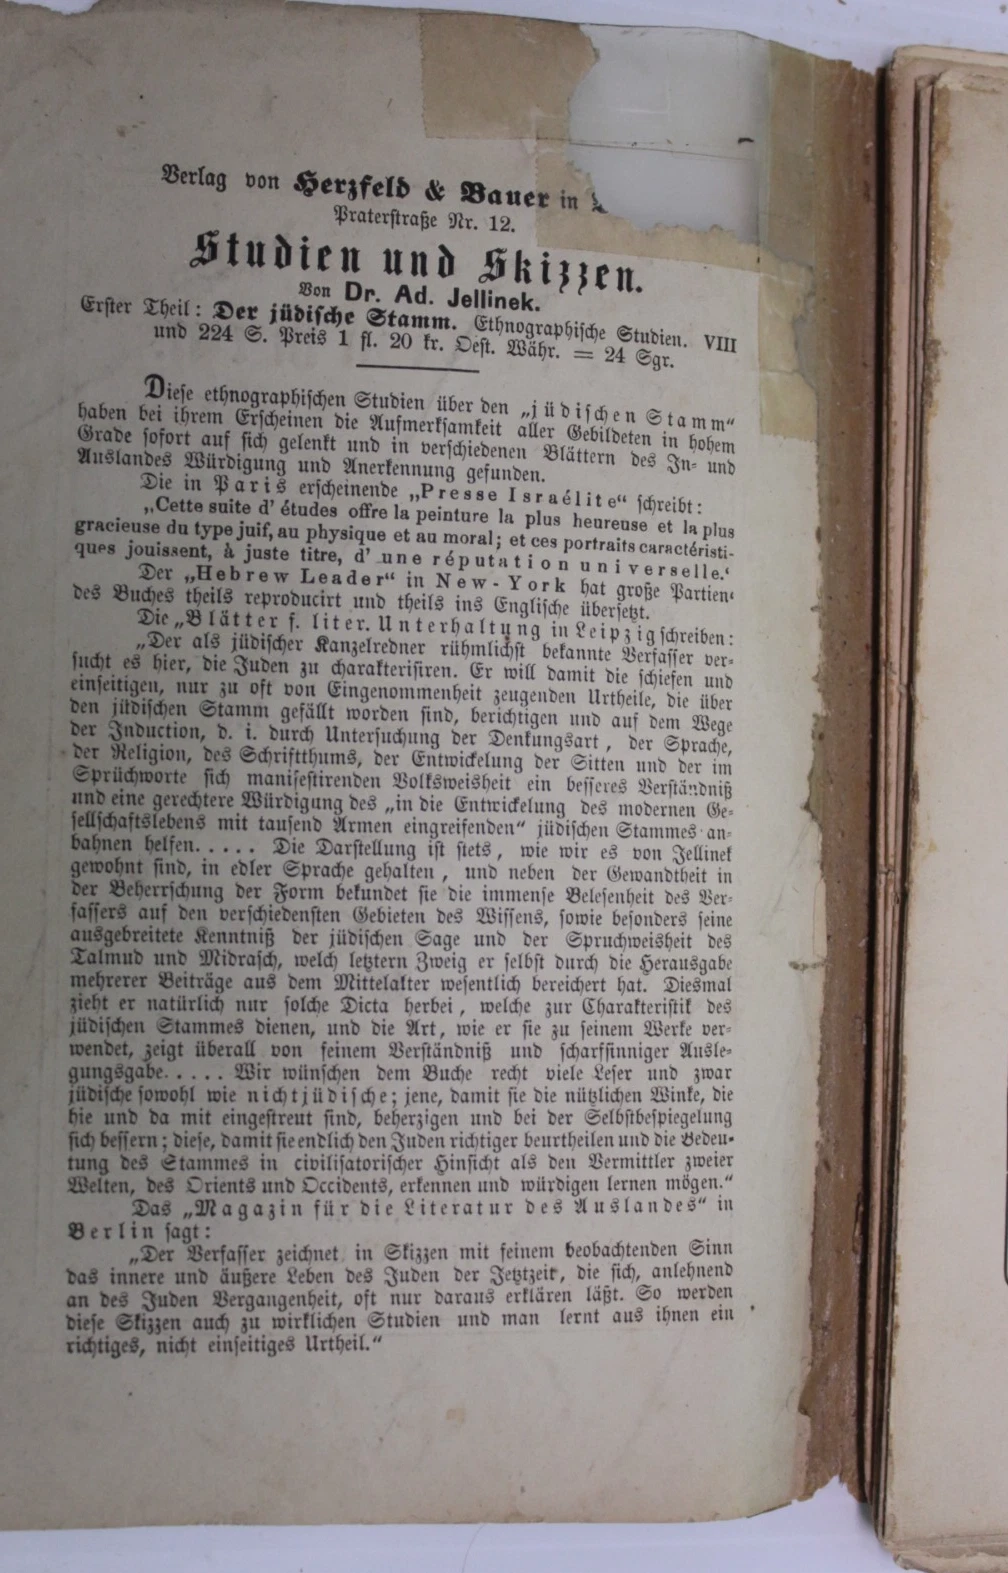 Verlag von Herzfeld & Bauer in
Praterstraße Nr. 12.
Studien und Skizzen.
Von Dr. Ad. Jellinek.
Erster Theil: Der jüdische Stamm. Ethnographische Studien. VIII
und 224 S. Preis 1 fl. 20 kr. Oest. Währ. = 24 Sgr.
Diese ethnographischen Studien über den „jüdischen Stamm“
haben bei ihrem Erscheinen die Aufmerksamkeit aller Gebildeten in hohem
Grade sofort auf sich gelenkt und in verschiedenen Blättern des In- und
Auslandes Würdigung und Anerkennung gefunden.
Die in Paris erscheinende „Presse Israélite“ schreibt:
„Cette suite d' études offre la peinture la plus heureuse et la plus
gracieuse du type juif, au physique et au moral; et ces portraits caractéristi-
ques jouissent, à juste titre, d' une réputation universelle.‘
Der „Hebrew Leader“ in New-York hat große Partien
des Buches theils reproducirt und theils ins Englische übersetzt.
Die „Blätter f. liter. Unterhaltung in Leipzig schreiben:
„Der als jüdischer Kanzelredner rühmlichst bekannte Verfasser ver-
sucht es hier, die Juden zu charakterisiren. Er will damit die schiefen und
einseitigen, nur zu oft von Eingenommenheit zeugenden Urtheile, die über
den jüdischen Stamm gefällt worden sind, berichtigen und auf dem Wege
der Induction, d. i. durch Untersuchung der Denkungsart, der Sprache,
der Religion, des Schriftthums, der Entwickelung der Sitten und der im
Sprüchworte sich manifestirenden Volksweisheit ein besseres Verständniß
und eine gerechtere Würdigung des „in die Entwickelung des modernen Ge-
sellschaftslebens mit tausend Armen eingreifenden“ jüdischen Stammes an-
bahnen helfen..... Die Darstellung ist stets, wie wir es von Jellinek
gewohnt sind, in edler Sprache gehalten, und neben der Gewandtheit in
der Beherrschung der Form bekundet sie die immense Belesenheit des Ver-
fassers auf den verschiedensten Gebieten des Wissens, sowie besonders seine
ausgebreitete Kenntniß der jüdischen Sage und der Spruchweisheit des
Talmud und Midrasch, welch letztern Zweig er selbst durch die Herausgabe
mehrerer Beiträge aus dem Mittelalter wesentlich bereichert hat. Diesmal
zieht er natürlich nur solche Dicta herbei, welche zur Charakteristik des
jüdischen Stammes dienen, und die Art, wie er sie zu seinem Werke ver-
wendet, zeigt überall von feinem Verständniß und scharfsinniger Ausle-
gungsgabe..... Wir wünschen dem Buche recht viele Leser und zwar
jüdische sowohl wie nichtjüdische; jene, damit sie die nützlichen Winke, die
hie und da mit eingestreut sind, beherzigen und bei der Selbstbespiegelung
sich bessern; diese, damit sie endlich den Juden richtiger beurtheilen und die Bedeu-
tung des Stammes in civilisatorischer Hinsicht als den Vermittler zweier
Welten, des Orients und Occidents, erkennen und würdigen lernen mögen.“
Das „Magazin für die Literatur des Auslandes“ in
Berlin sagt:
„Der Verfasser zeichnet in Skizzen mit feinem beobachtenden Sinn
das innere und äußere Leben des Juden der Jetztzeit, die sich, anlehnend
an des Juden Vergangenheit, oft nur daraus erklären läßt. So werden
diese Skizzen auch zu wirklichen Studien und man lernt aus ihnen ein
richtiges, nicht einseitiges Urtheil.“